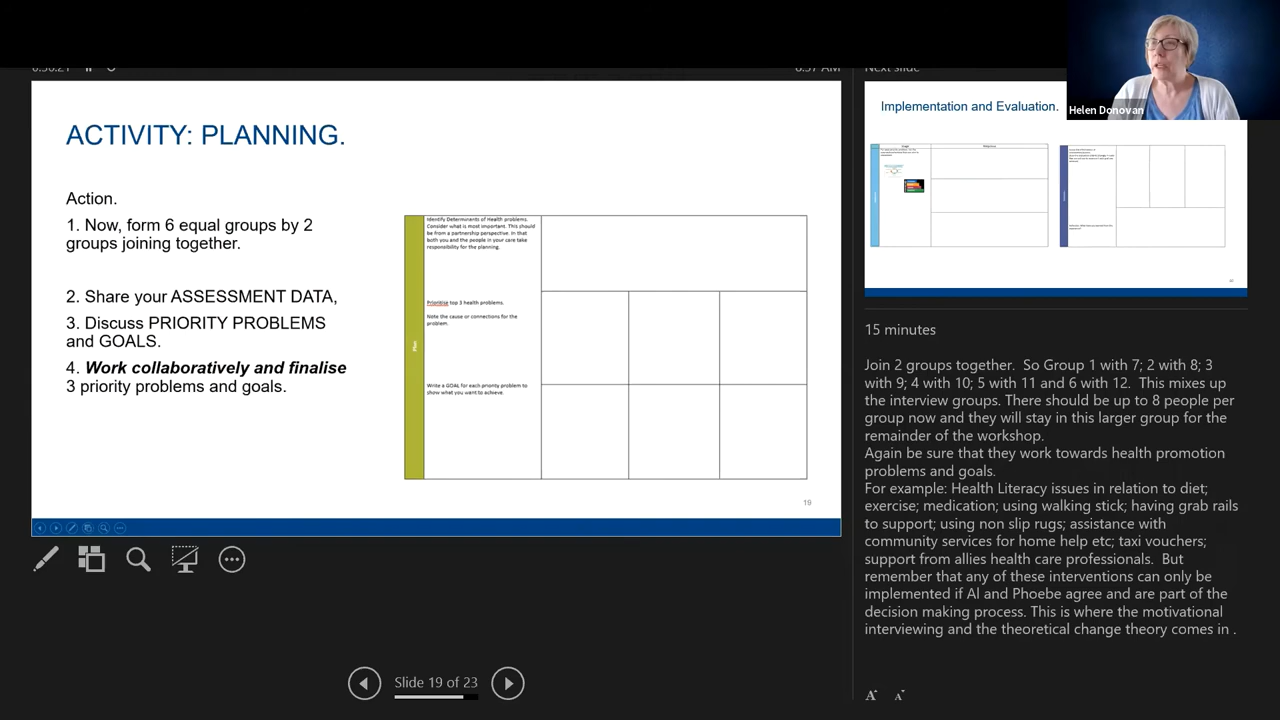 Next slide
Helen Donovan
ACTIVITY: PLANNING.
Action.
1. Now, form 6 equal groups by 2
groups joining together.
2. Share your ASSESSMENT DATA,
3. Discuss PRIORITY PROBLEMS
and GOALS.
4. Work collaboratively and finalise
3 priority problems and goals.
Plan
Identify Determinants of Health problems.
Consider what is most important. This should
be from a partnership perspective. In that
both you and the people in your care take
responsibility for the planning.
Prioritise top 3 health problems.
Note the cause or connections for the
problem.
Write a GOAL for each priority problem to
show what you want to achieve.
19
Slide 19 of 23
Implementation and Evaluation.
15 minutes
Join 2 groups together.  So Group 1 with 7; 2 with 8; 3
with 9; 4 with 10; 5 with 11 and 6 with 12.  This mixes up
the interview groups. There should be up to 8 people per
group now and they will stay in this larger group for the
remainder of the workshop.
Again be sure that they work towards health promotion
problems and goals.
For example: Health Literacy issues in relation to diet;
exercise; medication; using walking stick; having grab rails
to support; using non slip rugs; assistance with
community services for home help etc; taxi vouchers;
support from allies health care professionals.  But
remember that any of these interventions can only be
implemented if Al and Phoebe agree and are part of the
decision making process. This is where the motivational
interviewing and the theoretical change theory comes in .